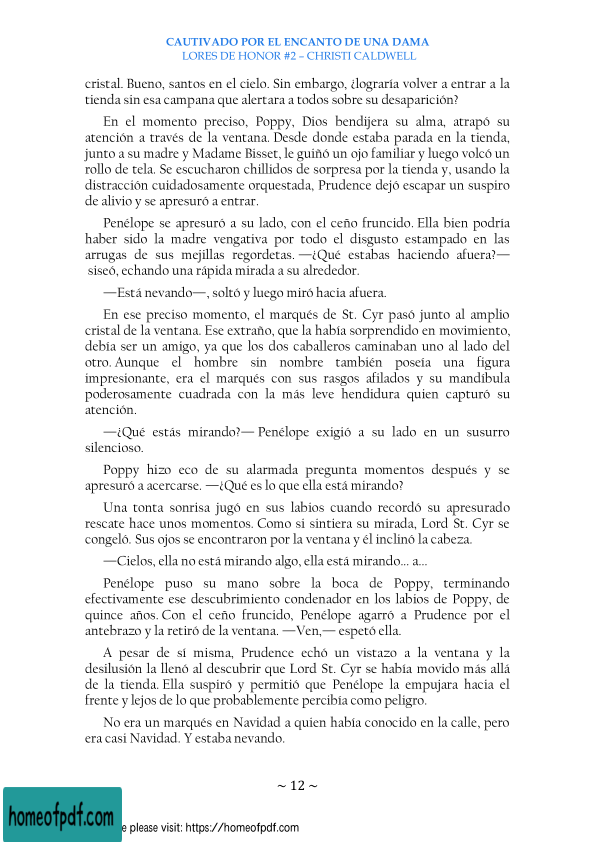 CAUTIVADO POR EL ENCANTO DE UNA DAMA
LORES DE HONOR #2 – CHRISTI CALDWELL
cristal. Bueno, santos en el cielo. Sin embargo, ¿lograría volver a entrar a la
tienda sin esa campana que alertara a todos sobre su desaparición?
En el momento preciso, Poppy, Dios bendijera su alma, atrapó su
atención a través de la ventana. Desde donde estaba parada en la tienda,
junto a su madre y Madame Bisset, le guiñó un ojo familiar y luego volcó un
rollo de tela. Se escucharon chillidos de sorpresa por la tienda y, usando la
distracción cuidadosamente orquestada, Prudence dejó escapar un suspiro
de alivio y se apresuró a entrar.
Penélope se apresuró a su lado, con el ceño fruncido. Ella bien podría
haber sido la madre vengativa por todo el disgusto estampado en las
arrugas de sus mejillas regordetas. —¿Qué estabas haciendo afuera?—
siseó, echando una rápida mirada a su alrededor.
—Está nevando—, soltó y luego miró hacia afuera.
En ese preciso momento, el marqués de St. Cyr pasó junto al amplio
cristal de la ventana. Ese extraño, que la había sorprendido en movimiento,
debía ser un amigo, ya que los dos caballeros caminaban uno al lado del
otro. Aunque el hombre sin nombre también poseía una figura
impresionante, era el marqués con sus rasgos afilados y su mandíbula
poderosamente cuadrada con la más leve hendidura quien capturó su
atención.
—¿Qué estás mirando?— Penélope exigió a su lado en un susurro
silencioso.
Poppy hizo eco de su alarmada pregunta momentos después y se
apresuró a acercarse. —¿Qué es lo que ella está mirando?
Una tonta sonrisa jugó en sus labios cuando recordó su apresurado
rescate hace unos momentos. Como si sintiera su mirada, Lord St. Cyr se
congeló. Sus ojos se encontraron por la ventana y él inclinó la cabeza.
—Cielos, ella no está mirando algo, ella está mirando... a...
Penélope puso su mano sobre la boca de Poppy, terminando
efectivamente ese descubrimiento condenador en los labios de Poppy, de
quince años. Con el ceño fruncido, Penélope agarró a Prudence por el
antebrazo y la retiró de la ventana. —Ven,— espetó ella.
A pesar de sí misma, Prudence echó un vistazo a la ventana y la
desilusión la llenó al descubrir que Lord St. Cyr se había movido más allá
de la tienda. Ella suspiró y permitió que Penélope la empujara hacia el
frente y lejos de lo que probablemente percibía como peligro.
No era un marqués en Navidad a quien había conocido en la calle, pero
era casi Navidad. Y estaba nevando.
~ 12 ~
homeofpdf.com
e please visit: https://homeofpdf.com